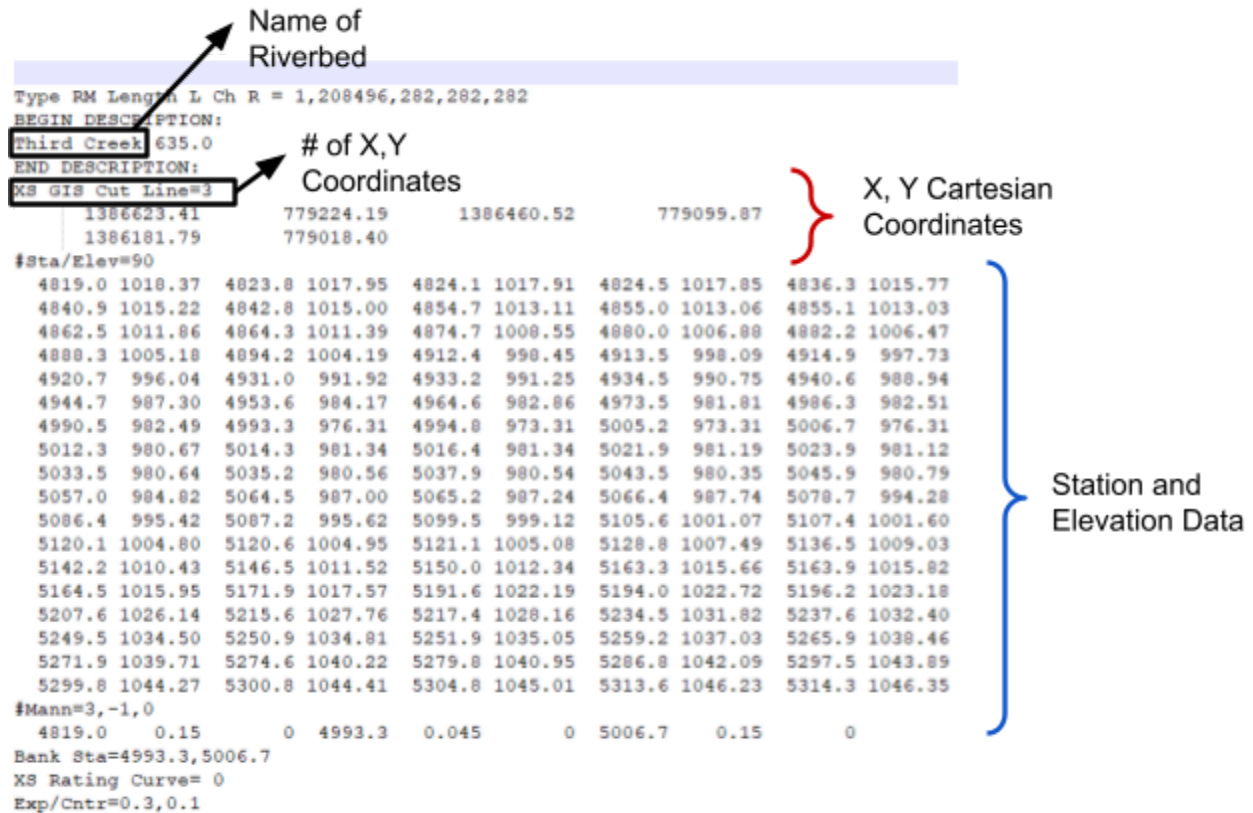 Name of
Riverbed
Type RM Length L Ch R = 1,208496,282,282,282
BEGIN DESCRIPTION:
Third Creek 635.0
END DESCRIPTION:
# of X,Y
Coordinates
XS GIS Cut Line=3
1386623.41 779224.19 1386460.52 779099.87
1386181.79 779018.40
X, Y Cartesian
Coordinates
#Sta/Elev=90
4819.0 1018.37 4823.8 1017.95 4824.1 1017.91 4824.5 1017.85 4836.3 1015.77
4840.9 1015.22 4842.8 1015.00 4854.7 1013.11 4855.0 1013.06 4855.1 1013.03
4862.5 1011.86 4864.3 1011.39 4874.7 1008.55 4880.0 1006.88 4882.2 1006.47
4888.3 1005.18 4894.2 1004.19 4912.4 998.45 4913.5 998.09 4914.9 997.73
4920.7 996.04 4931.0 991.92 4933.2 991.25 4934.5 990.75 4940.6 988.94
4944.7 987.30 4953.6 984.17 4964.6 982.86 4973.5 981.81 4986.3 982.51
4990.5 982.49 4993.3 976.31 4994.8 973.31 5005.2 973.31 5006.7 976.31
5012.3 980.67 5014.3 981.34 5016.4 981.34 5021.9 981.19 5023.9 981.12
5033.5 980.64 5035.2 980.56 5037.9 980.54 5043.5 980.35 5045.9 980.79
5057.0 984.82 5064.5 987.00 5065.2 987.24 5066.4 987.74 5078.7 994.28
5086.4 995.42 5087.2 995.62 5099.5 999.12 5105.6 1001.07 5107.4 1001.60
5120.1 1004.80 5120.6 1004.95 5121.1 1005.08 5128.8 1007.49 5136.5 1009.03
5142.2 1010.43 5146.5 1011.52 5150.0 1012.34 5163.3 1015.66 5163.9 1015.82
5164.5 1015.95 5171.9 1017.57 5191.6 1022.19 5194.0 1022.72 5196.2 1023.18
5207.6 1026.14 5215.6 1027.76 5217.4 1028.16 5234.5 1031.82 5237.6 1032.40
5249.5 1034.50 5250.9 1034.81 5251.9 1035.05 5259.2 1037.03 5265.9 1038.46
5271.9 1039.71 5274.6 1040.22 5279.8 1040.95 5286.8 1042.09 5297.5 1043.89
5299.8 1044.27 5300.8 1044.41 5304.8 1045.01 5313.6 1046.23 5314.3 1046.35
Station and
Elevation Data
#Mann=3,-1,0
4819.0 0.15 0 4993.3 0.045 0 5006.7 0.15 0
Bank Sta=4993.3,5006.7
XS Rating Curve= 0
Exp/Cntr=0.3,0.1